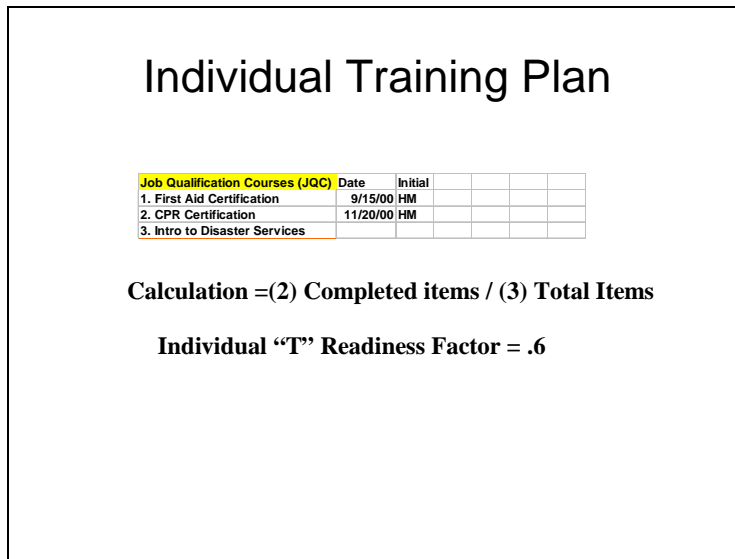 Individual Training Plan
Job Qualification Courses (JQC) Date Initial
1. First Aid Certification 9/15/00 HM
2. CPR Certification 11/20/00 HM
3. Intro to Disaster Services
Calculation =(2) Completed items / (3) Total Items
Individual “T” Readiness Factor = .6